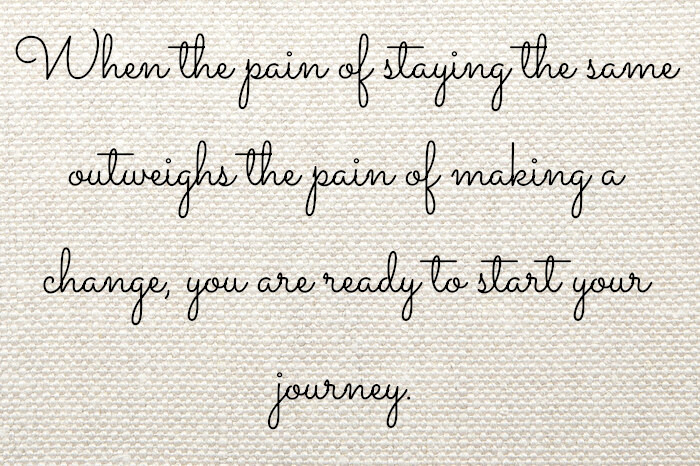 When the pain of staying the same
outweighs the pain of making a
change, you are ready to start your
journey.